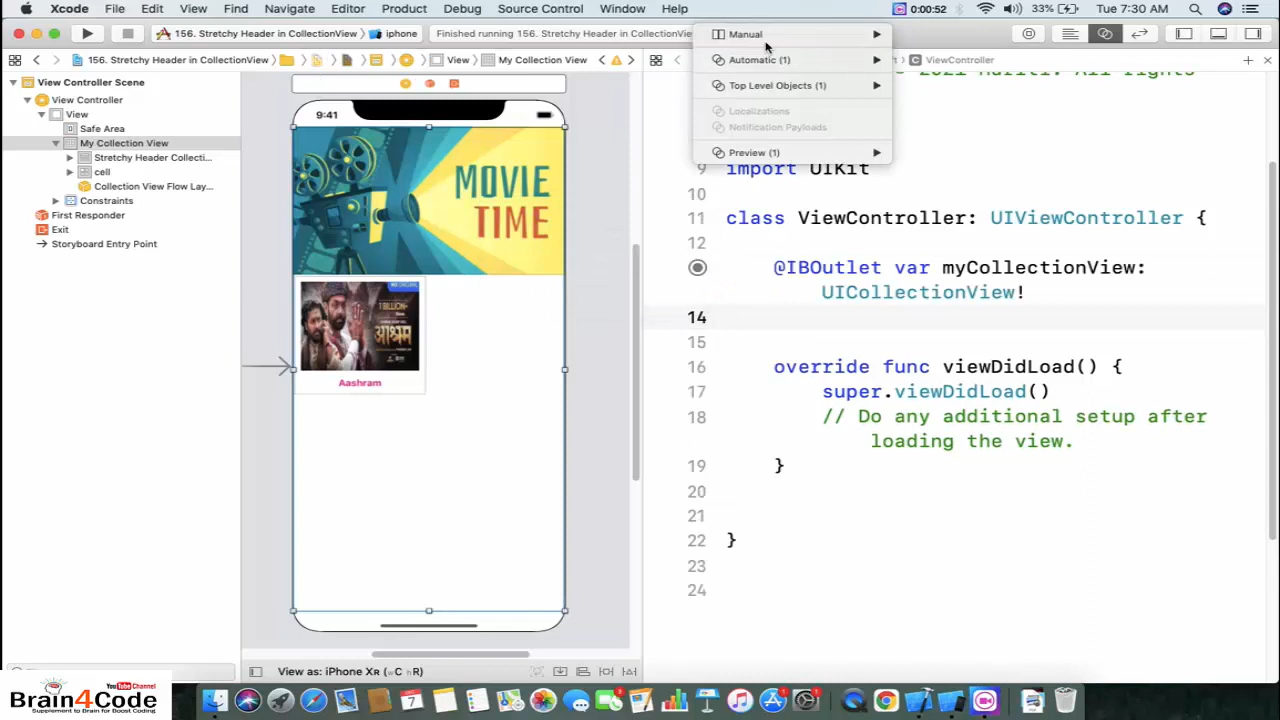 Xcode File Edit View Find Navigate Editor Product Debug Source Control Window Help 0:00:52 33% Tue 7:30 AM
156. Stretchy Header in CollectionView iphone Finished running 156. Stretchy Header in CollectionView
156. Stretchy Header in CollectionView View My Collection View ViewController
View Controller Scene
View Controller
View
Safe Area
My Collection View
Stretchy Header Collecti...
cell
Collection View Flow Lay...
Constraints
First Responder
Exit
Storyboard Entry Point
9:41
MOVIE
TIME
1 BILLION+
आश्रम
Aashram
View as: iPhone XR (wC hR)
Manual
Automatic (1)
Top Level Objects (1)
Localizations
Notification Payloads
Preview (1)
9 import UIKit
10
11 class ViewController: UIViewController {
12
@IBOutlet var myCollectionView:
UICollectionView!
14
15
16 override func viewDidLoad() {
17 super.viewDidLoad()
18 // Do any additional setup after
loading the view.
19 }
20
21
22 }
23
24
YouTube Channel
Brain4Code
Supplement to Brain for Boost Coding